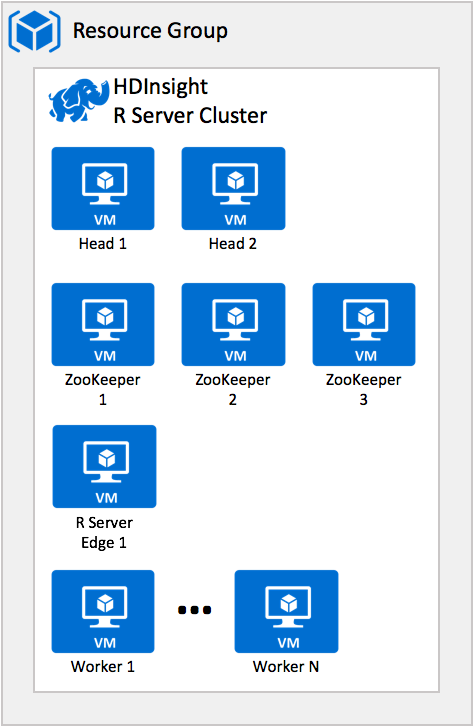 Resource Group
HDInsight
R Server Cluster
VM
VM
Head 1
Head 2
VM
VM
VM
ZooKeeper
1
ZooKeeper
2
ZooKeeper
3
VM
R Server
Edge 1
VM
...
VM
Worker 1
Worker N